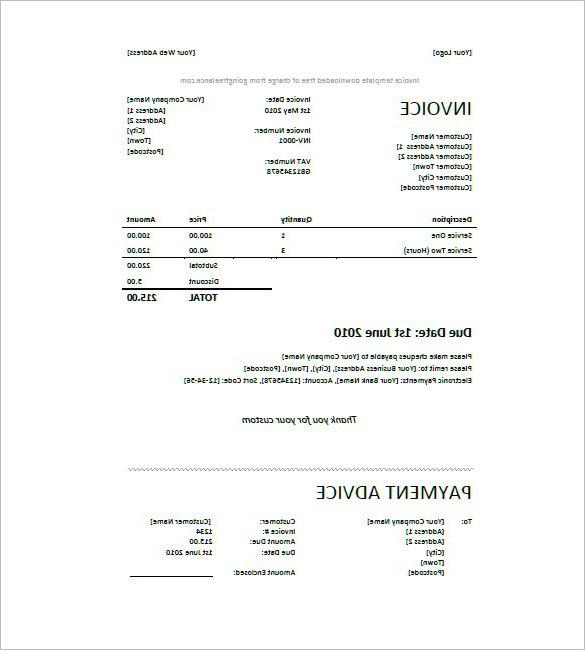 [Your Logo] [Your Web Address]
Invoice template downloaded free of charge from goingfreelance.com
INVOICE
[Customer Name]
[Customer Address 1]
[Customer Address 2]
[Customer Town]
[Customer City]
[Customer Postcode]
Invoice Date:
1st May 2010
Invoice Number:
INV-0001
VAT Number:
GB12345678
[Your Company Name]
[Address 1]
[Address 2]
[City]
[Town]
[Postcode]
Description Quantity Price Amount
Service One 1 100.00 100.00
Service Two (Hours) 3 40.00 120.00
Subtotal 220.00
Discount 5.00
TOTAL 215.00
Due Date: 1st June 2010
Please make cheques payable to [Your Company Name]
Please remit to: [Your Business Address], [City], [Town], [Postcode]
Electronic Payments: [Your Bank Name], Account: [12345678], Sort Code: [12-34-56]
Thank you for your custom
PAYMENT ADVICE
To: [Your Company Name]
[Address 1]
[Address 2]
[City]
[Town]
[Postcode]
Customer: [Customer Name]
Invoice #: 1234
Amount Due: 215.00
Due Date: 1st June 2010
Amount Enclosed: